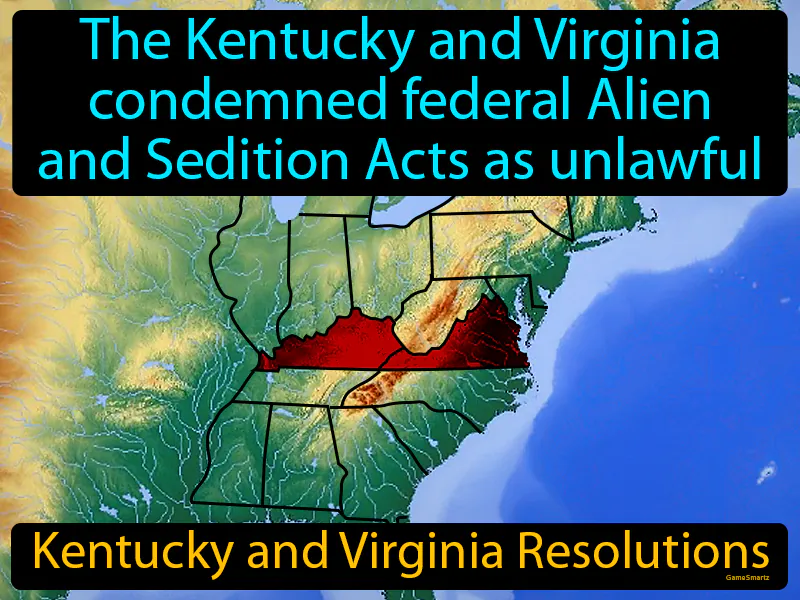 The Kentucky and Virginia
condemned federal Alien
and Sedition Acts as unlawful
Kentucky and Virginia Resolutions
GameSmartz